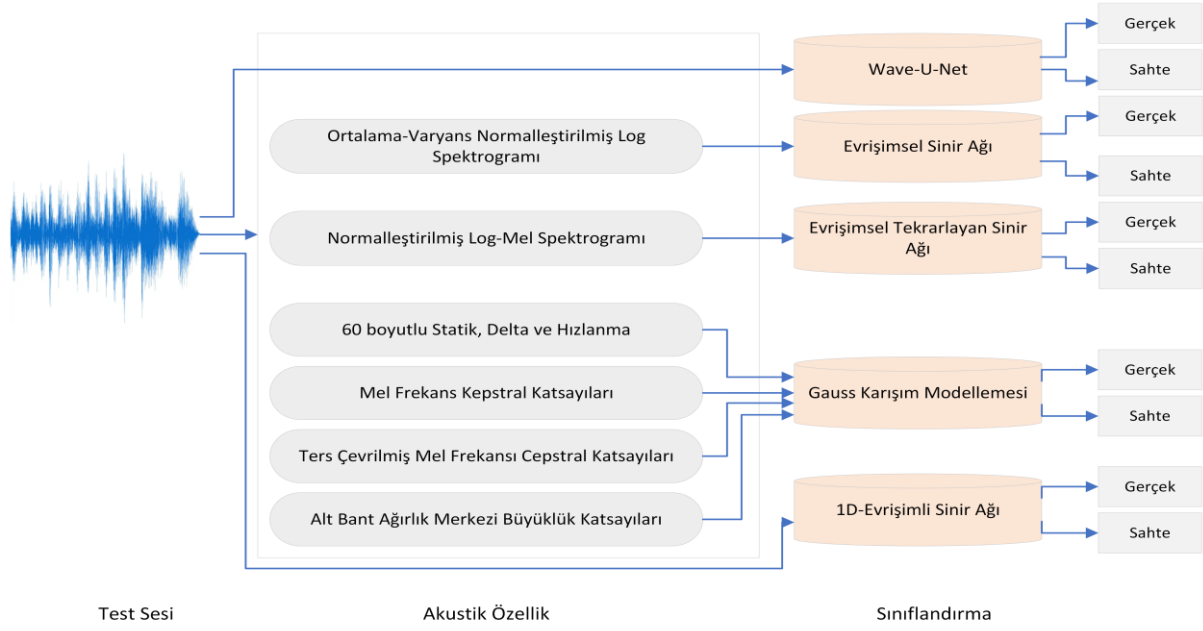 Wave-U-Net
Gerçek
Sahte
Ortalama-Varyans Normalleştirilmiş Log
Spektrogramı
Evrişimsel Sinir Ağı
Gerçek
Sahte
Normalleştirilmiş Log-Mel Spektrogramı
Evrişimsel Tekrarlayan Sinir
Ağı
Gerçek
Sahte
60 boyutlu Statik, Delta ve Hızlanma
Mel Frekans Kepstral Katsayıları
Ters Çevrilmiş Mel Frekansı Cepstral Katsayıları
Alt Bant Ağırlık Merkezi Büyüklük Katsayıları
Gauss Karışım Modellemesi
Gerçek
Sahte
1D-Evrişimli Sinir Ağı
Gerçek
Sahte
Test Sesi
Akustik Özellik
Sınıflandırma